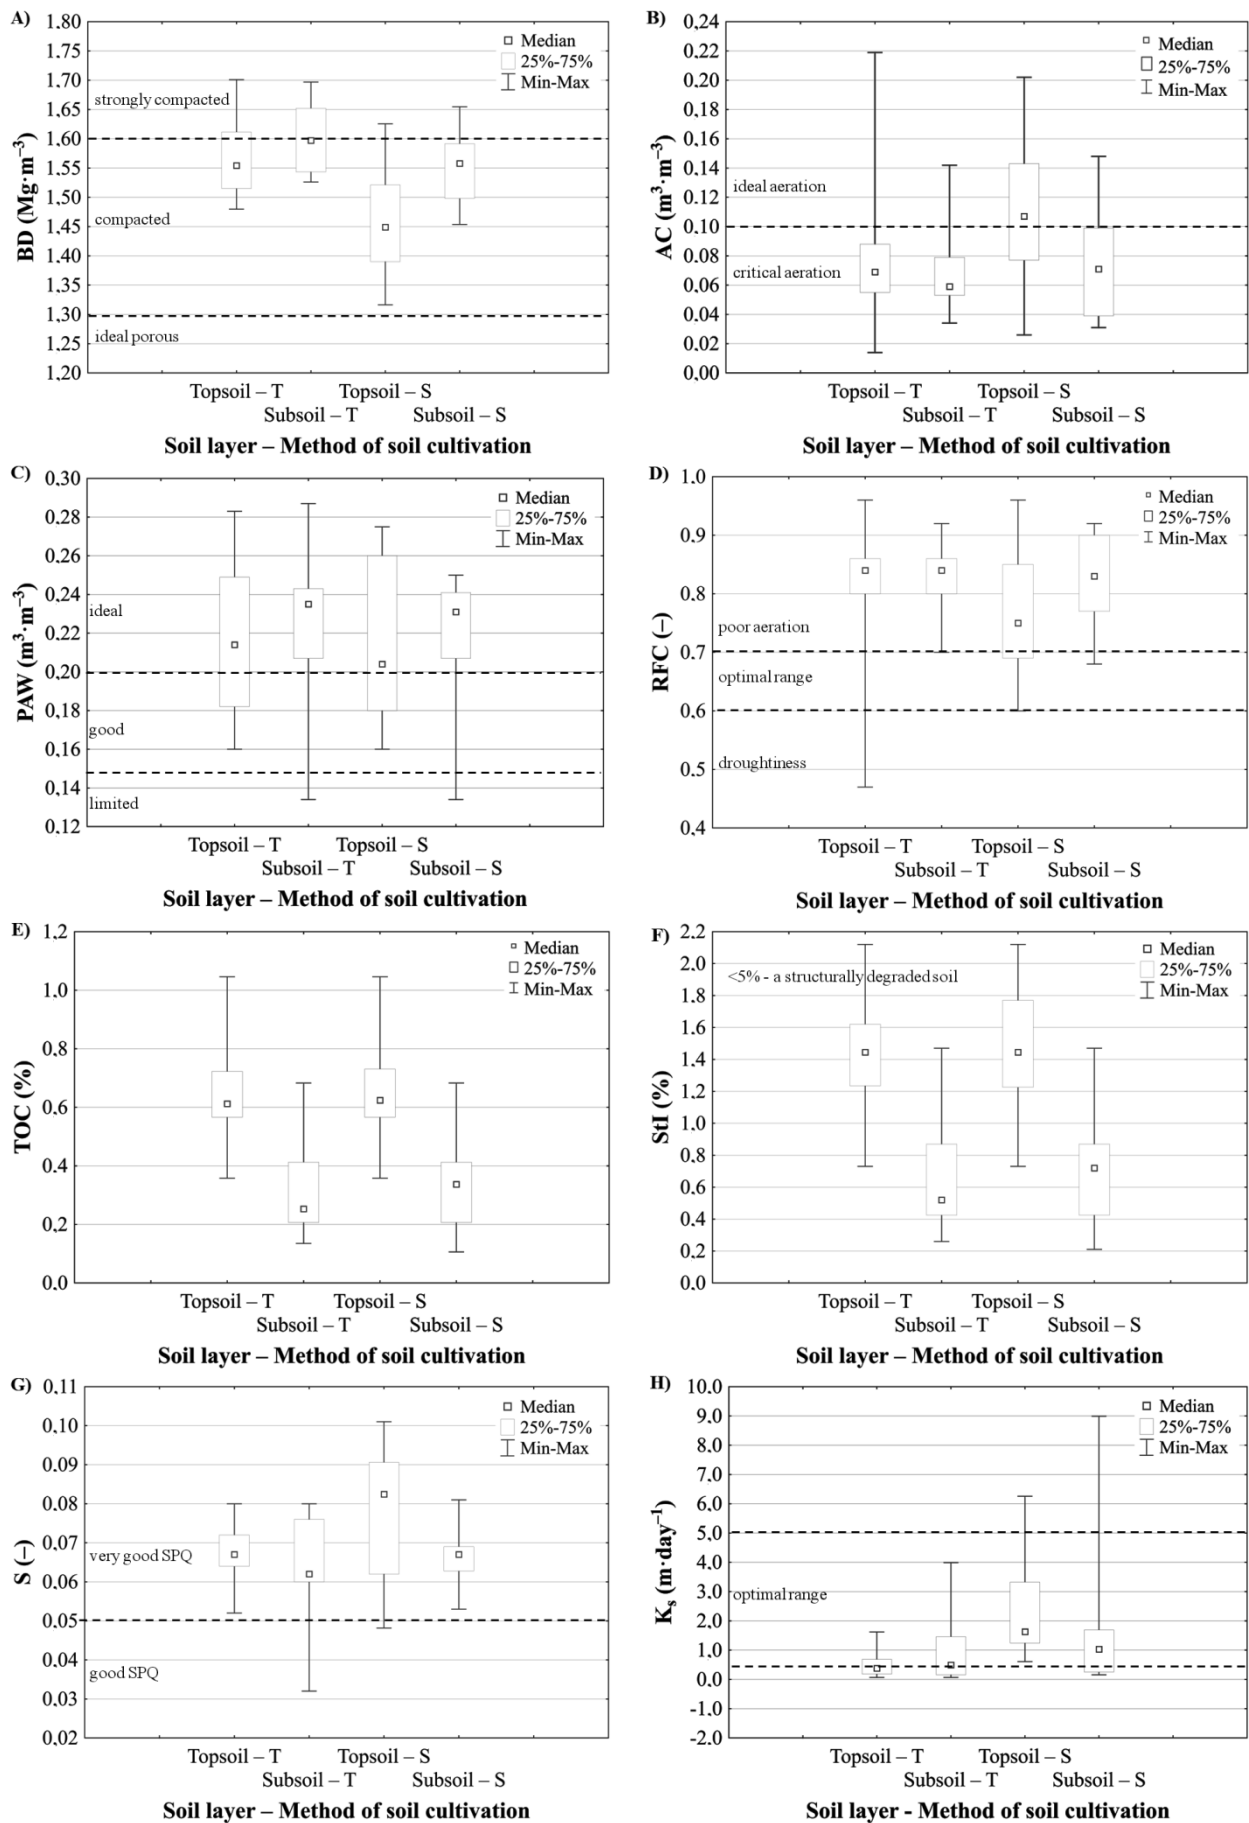 A)
BD (Mg·m⁻³)
1.80
1.75
1.70
1.65
1.60
1.55
1.50
1.45
1.40
1.35
1.30
1.25
1.20
Median
25%-75%
Min-Max
strongly compacted
compacted
ideal porous
Topsoil – T
Topsoil – S
Subsoil – T
Subsoil – S
Soil layer – Method of soil cultivation
B)
AC (m³·m⁻³)
0.24
0.22
0.20
0.18
0.16
0.14
0.12
0.10
0.08
0.06
0.04
0.02
0.00
Median
25%-75%
Min-Max
ideal aeration
critical aeration
Topsoil – T
Topsoil – S
Subsoil – T
Subsoil – S
Soil layer – Method of soil cultivation
C)
PAW (m³·m⁻³)
0.30
0.28
0.26
0.24
0.22
0.20
0.18
0.16
0.14
0.12
Median
25%-75%
Min-Max
ideal
good
limited
Topsoil – T
Topsoil – S
Subsoil – T
Subsoil – S
Soil layer – Method of soil cultivation
D)
RFC (–)
1.0
0.9
0.8
0.7
0.6
0.5
0.4
Median
25%-75%
Min-Max
poor aeration
optimal range
droughtiness
Topsoil – T
Topsoil – S
Subsoil – T
Subsoil – S
Soil layer – Method of soil cultivation
E)
TOC (%)
1.2
1.0
0.8
0.6
0.4
0.2
0.0
Median
25%-75%
Min-Max
Topsoil – T
Topsoil – S
Subsoil – T
Subsoil – S
Soil layer – Method of soil cultivation
F)
StI (%)
2.2
2.0
1.8
1.6
1.4
1.2
1.0
0.8
0.6
0.4
0.2
0.0
Median
25%-75%
Min-Max
<5% - a structurally degraded soil
Topsoil – T
Topsoil – S
Subsoil – T
Subsoil – S
Soil layer – Method of soil cultivation
G)
S (–)
0.11
0.10
0.09
0.08
0.07
0.06
0.05
0.04
0.03
0.02
Median
25%-75%
Min-Max
very good SPQ
good SPQ
Topsoil – T
Topsoil – S
Subsoil – T
Subsoil – S
Soil layer – Method of soil cultivation
H)
Kₛ (m·day⁻¹)
10.0
9.0
8.0
7.0
6.0
5.0
4.0
3.0
2.0
1.0
0.0
-1.0
-2.0
Median
25%-75%
Min-Max
optimal range
Topsoil – T
Topsoil – S
Subsoil – T
Subsoil – S
Soil layer - Method of soil cultivation